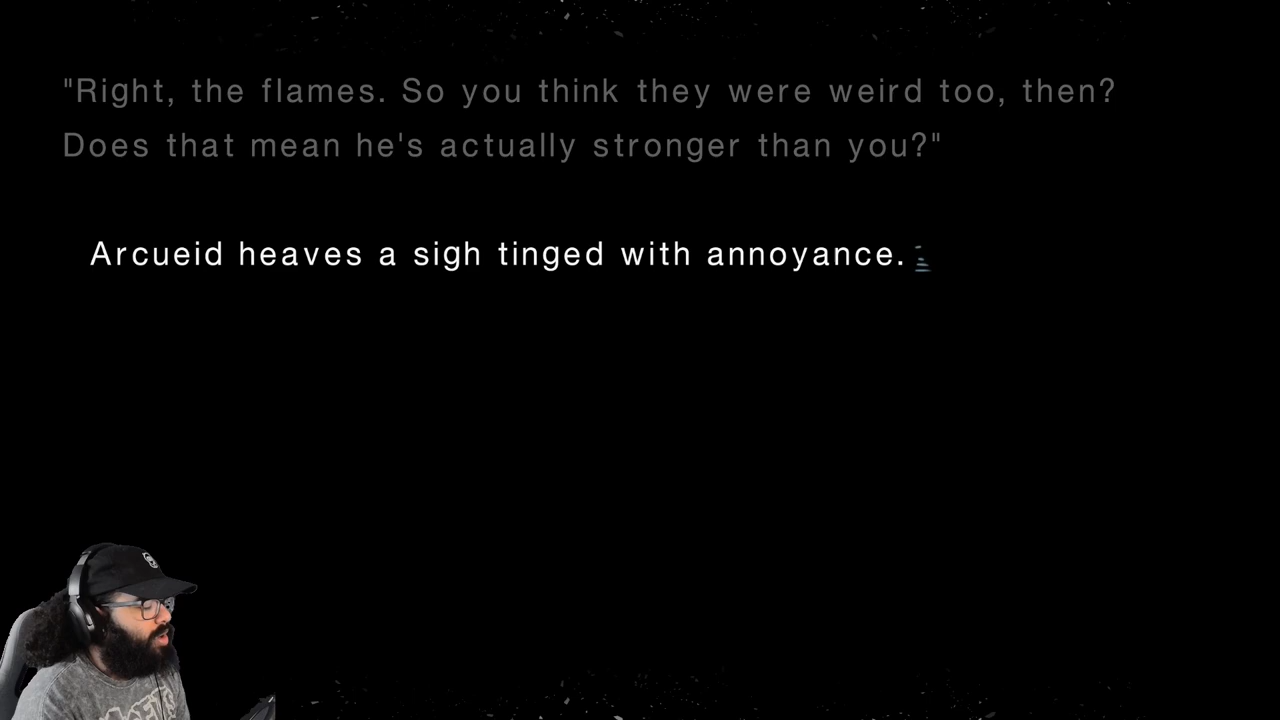 "Right, the flames. So you think they were weird too, then?
Does that mean he's actually stronger than you?"
Arcueid heaves a sigh tinged with annoyance.